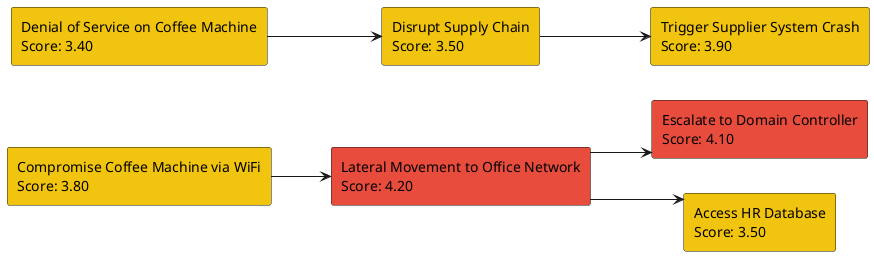 Denial of Service on Coffee Machine
Score: 3.40
Disrupt Supply Chain
Score: 3.50
Trigger Supplier System Crash
Score: 3.90
Compromise Coffee Machine via WiFi
Score: 3.80
Lateral Movement to Office Network
Score: 4.20
Escalate to Domain Controller
Score: 4.10
Access HR Database
Score: 3.50